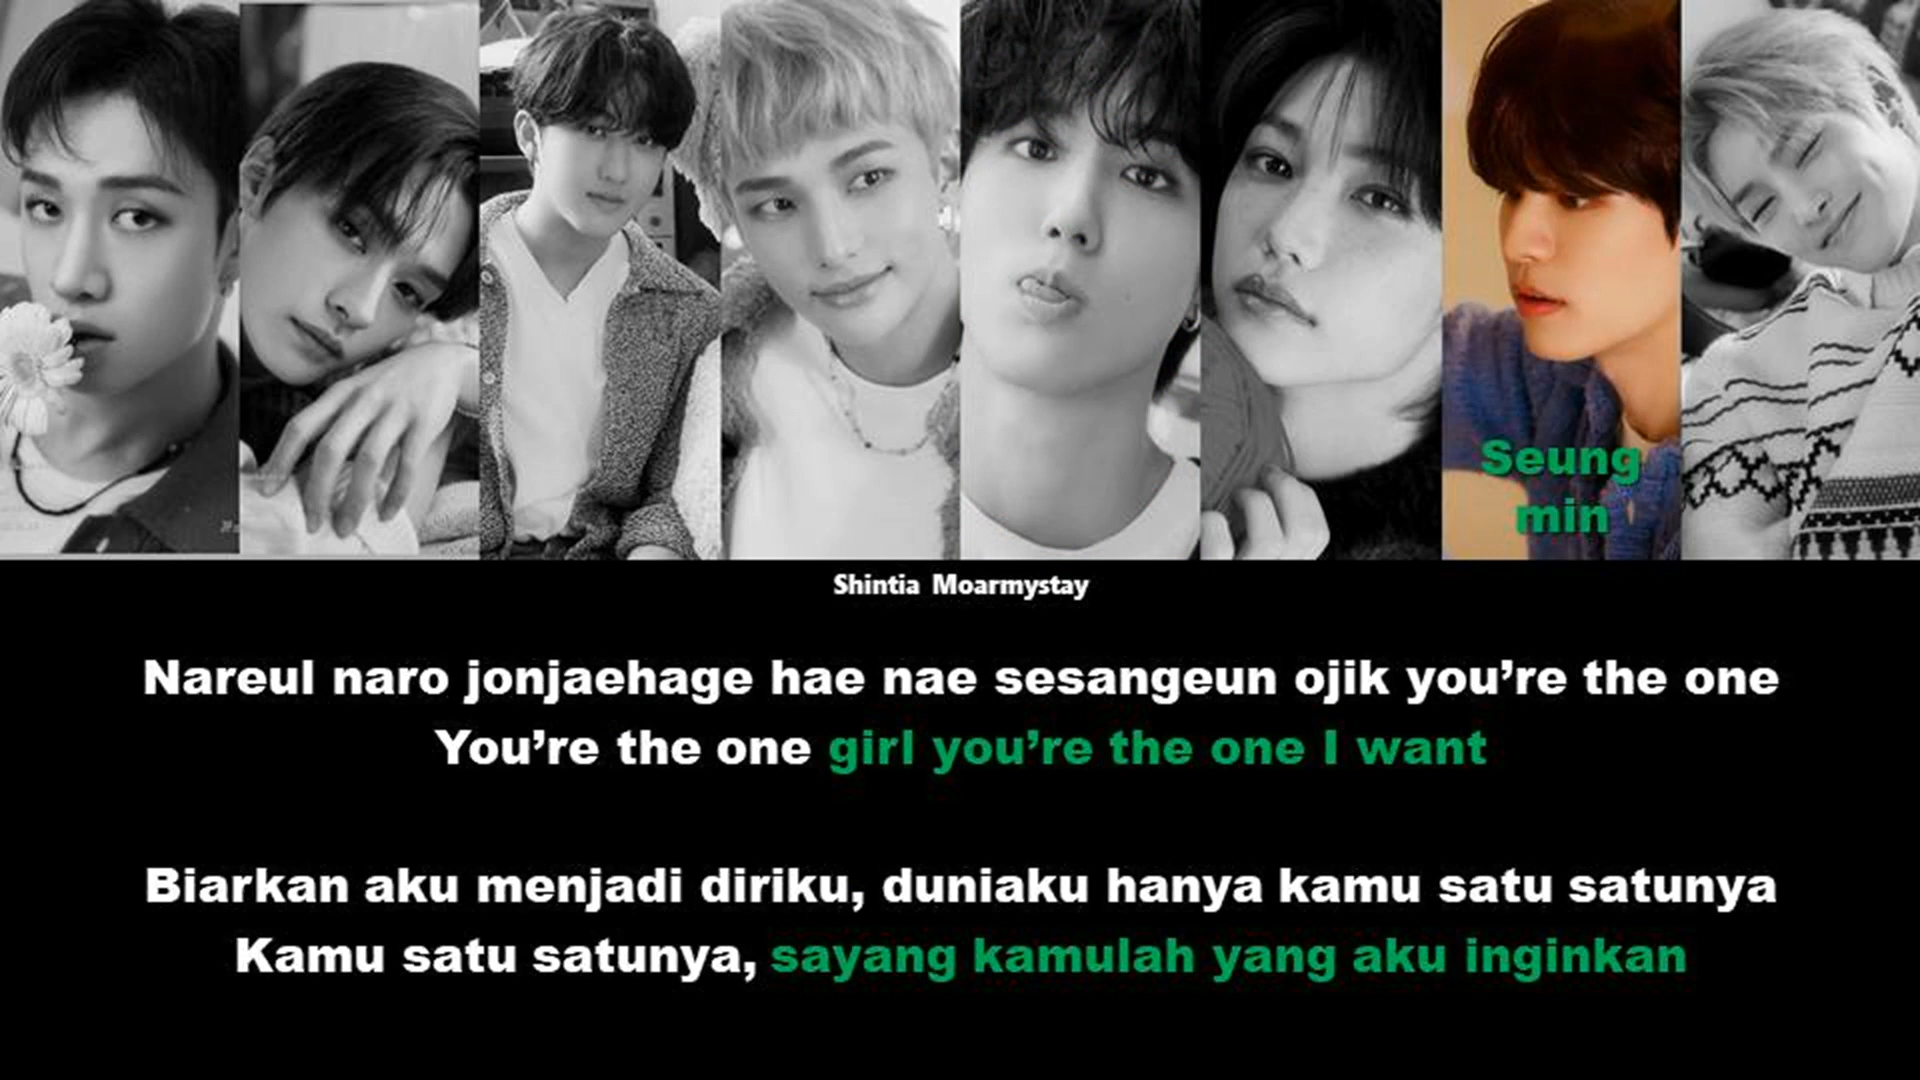 Seung
min
Shintia Moarmystay
Nareul naro jonjaehage hae nae sesangeun ojik you’re the one
You’re the one girl you’re the one I want
Biarkan aku menjadi diriku, duniaku hanya kamu satu satunya
Kamu satu satunya, sayang kamulah yang aku inginkan